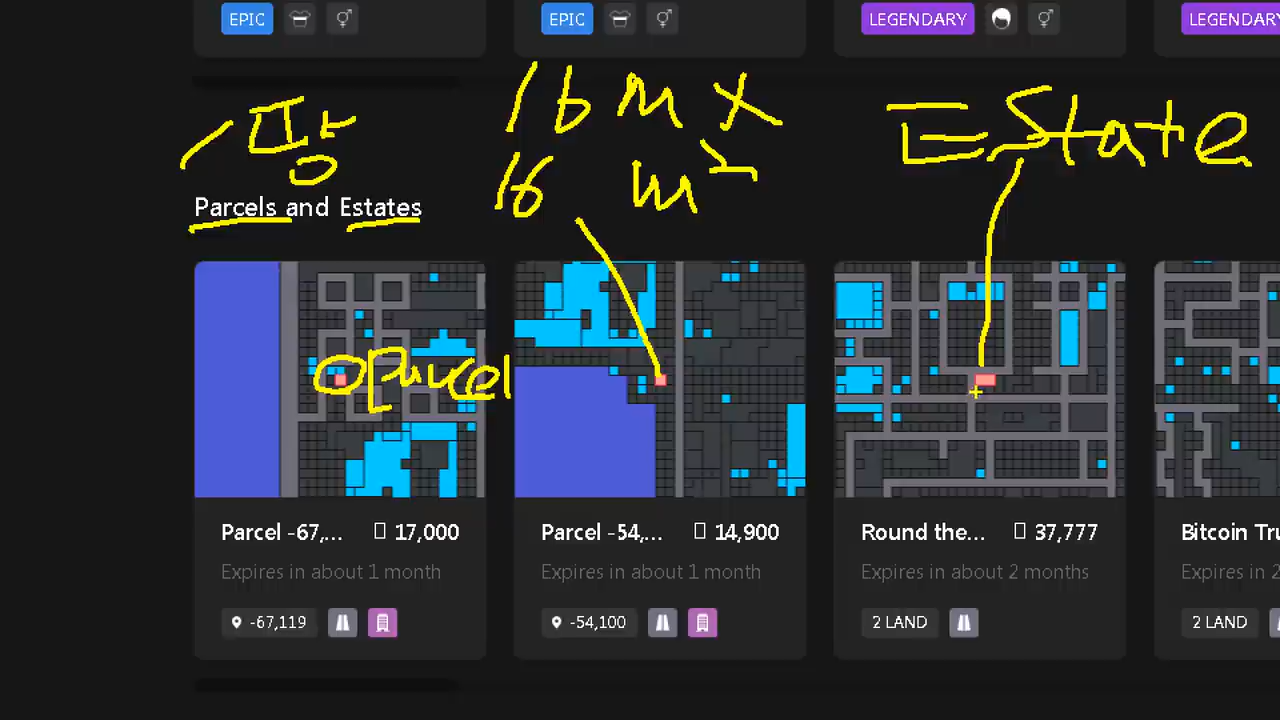 EPIC
EPIC
LEGENDARY
LEGENDARY
16 m x
16 m²
Estate
Parcels and Estates
Parcel
Parcel -67,... 17,000
Expires in about 1 month
-67,119
Parcel -54,... 14,900
Expires in about 1 month
-54,100
Round the... 37,777
Expires in about 2 months
2 LAND
Bitcoin Tru
Expires in 2
2 LAND